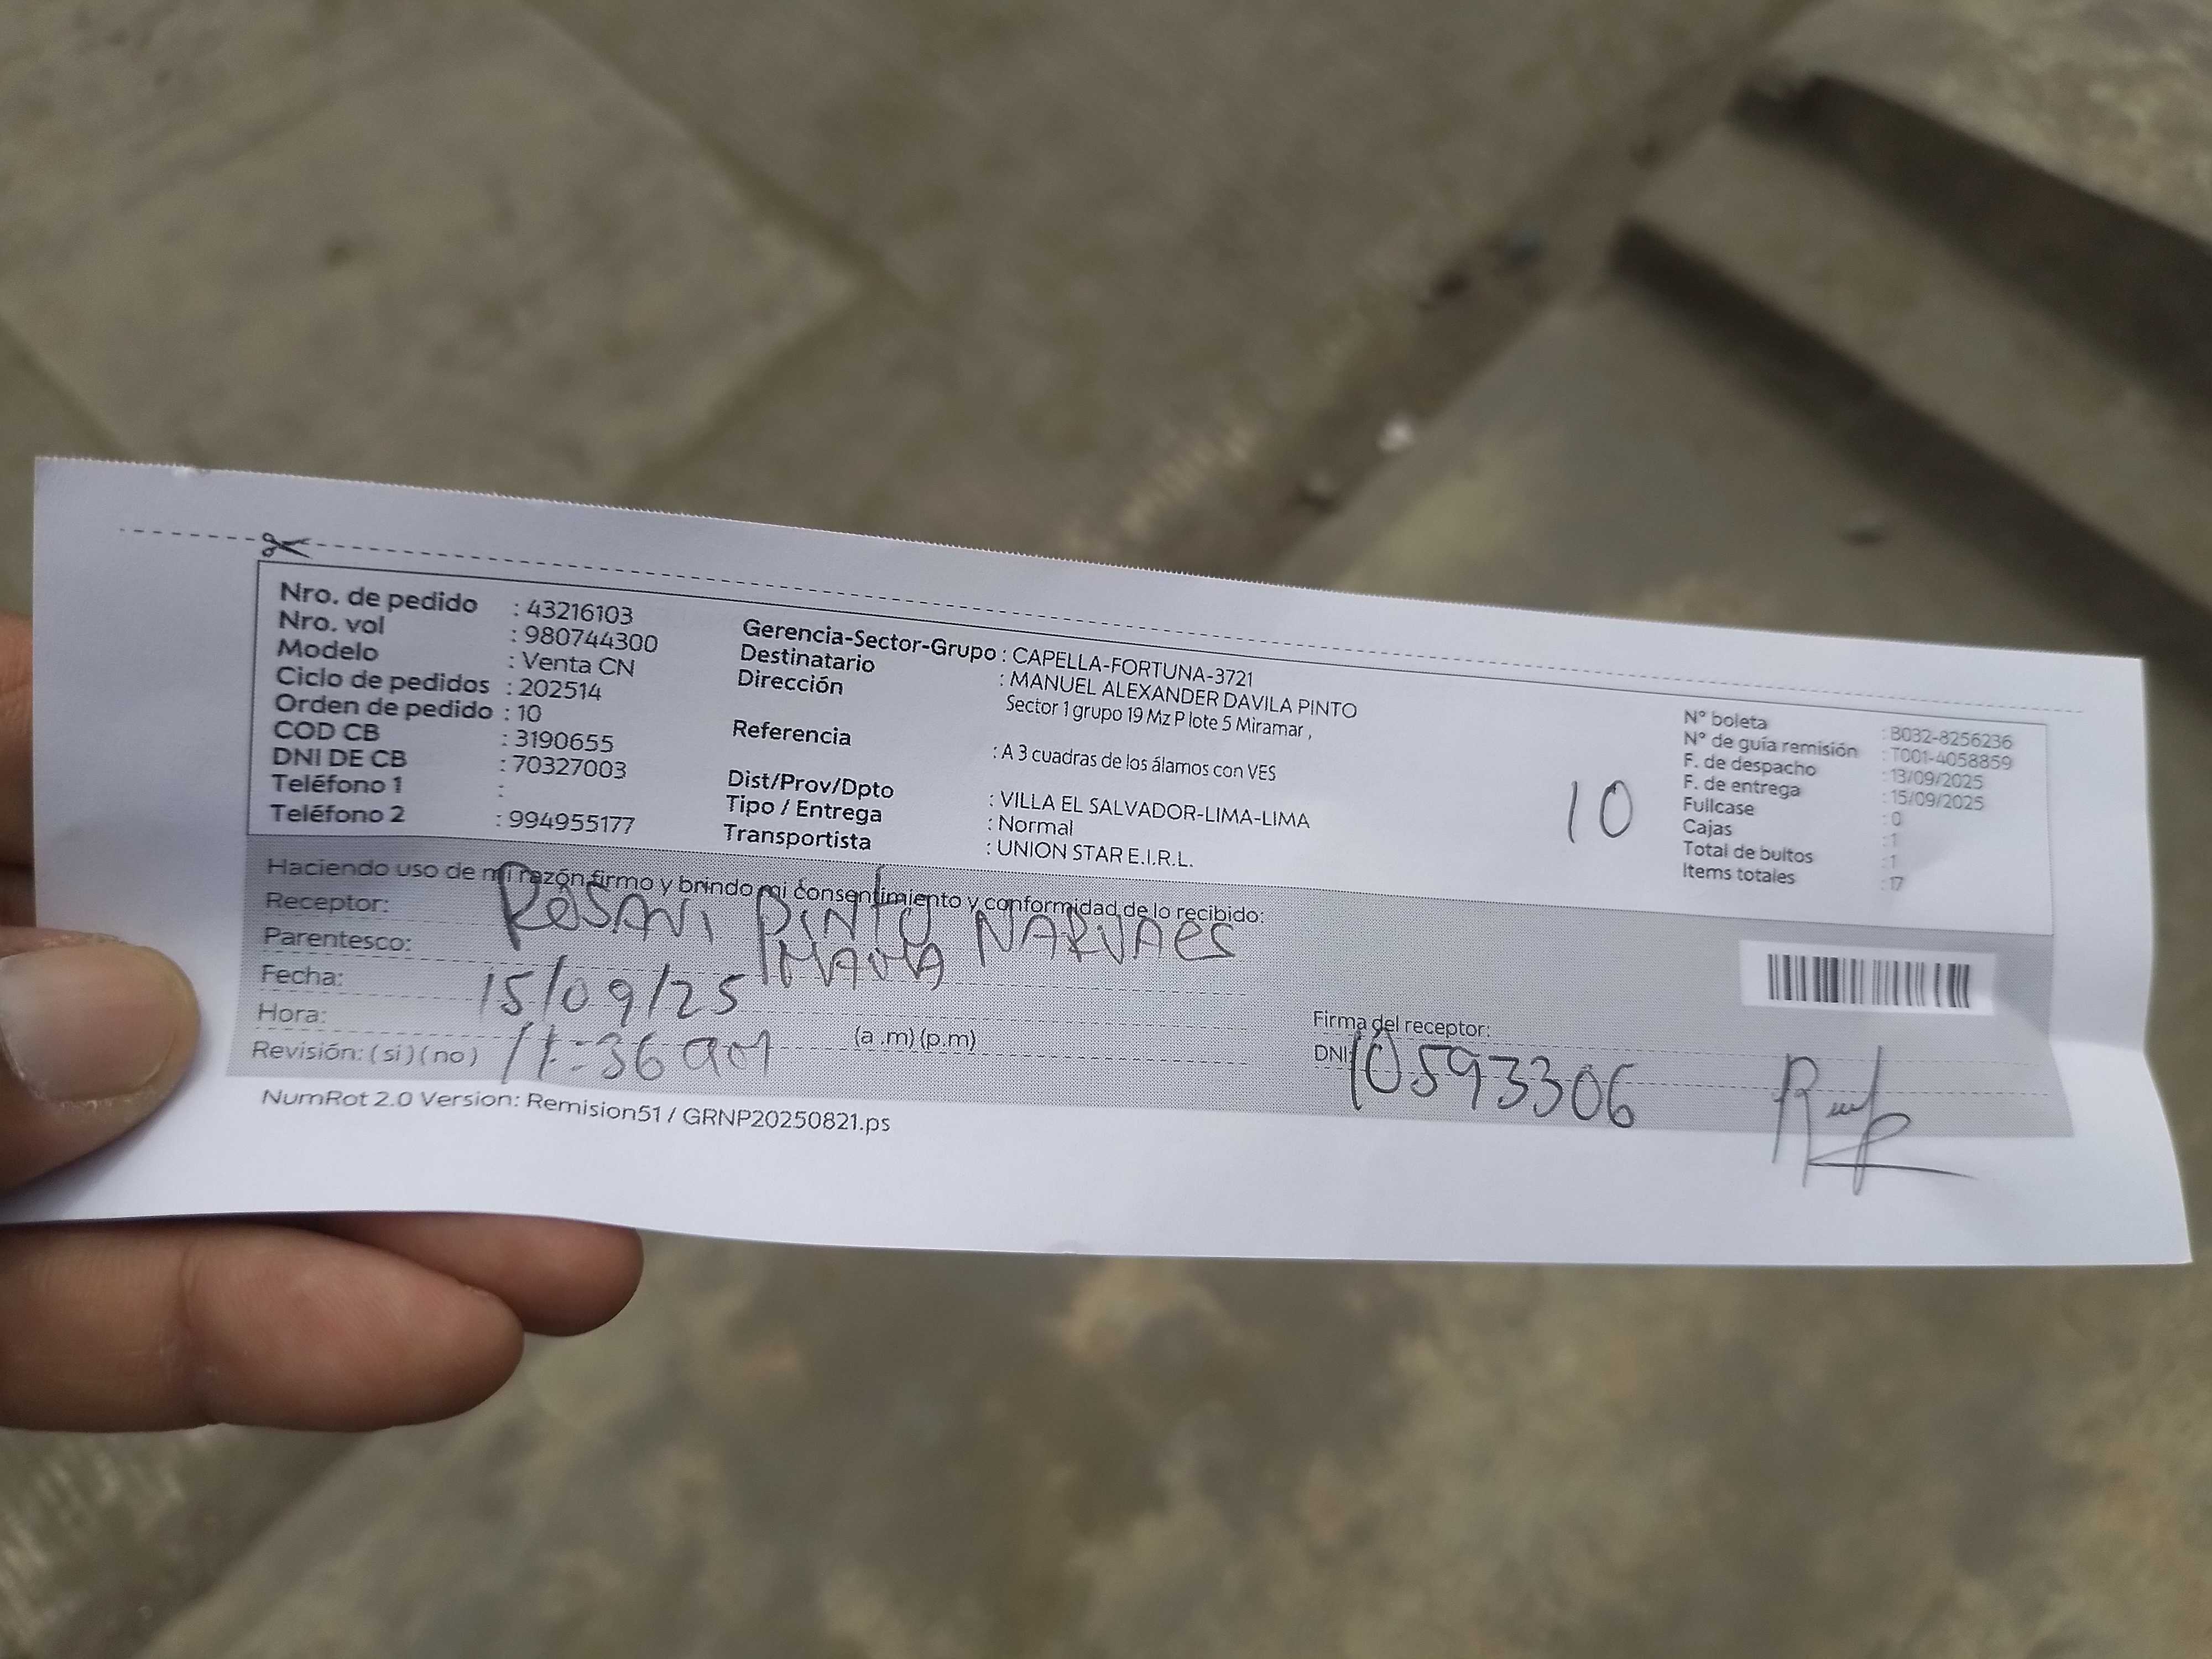 Nro. de pedido : 43216103
Nro. vol : 980744300
Modelo : Venta CN
Ciclo de pedidos : 202514
Orden de pedido : 10
COD CB : 3190655
DNI DE CB : 70327003
Teléfono 1 :
Teléfono 2 : 994955177
Gerencia-Sector-Grupo : CAPELLA-FORTUNA-3721
Destinatario : MANUEL ALEXANDER DAVILA PINTO
Dirección Sector 1 grupo 19 Mz P lote 5 Miramar ,
Referencia : A 3 cuadras de los álamos con VES
Dist/Prov/Dpto : VILLA EL SALVADOR-LIMA-LIMA
Tipo / Entrega : Normal
Transportista : UNION STAR E.I.R.L.
10
N° boleta : B032-8256236
N° de guía remisión : T001-4058859
F. de despacho : 13/09/2025
F. de entrega : 15/09/2025
Fullcase : 0
Cajas : 1
Total de bultos : 1
Items totales : 17
Haciendo uso de mi razón firmo y brindo mi consentimiento y conformidad de lo recibido:
Receptor: ROSANI PINTO NARVAES
Parentesco: MAMA
Fecha: 15/09/25
Hora: 11:36 am (a .m) (p.m)
Revisión: ( si ) ( no )
Firma del receptor:
DNI: 10593306
NumRot 2.0 Version: Remision51 / GRNP20250821.ps